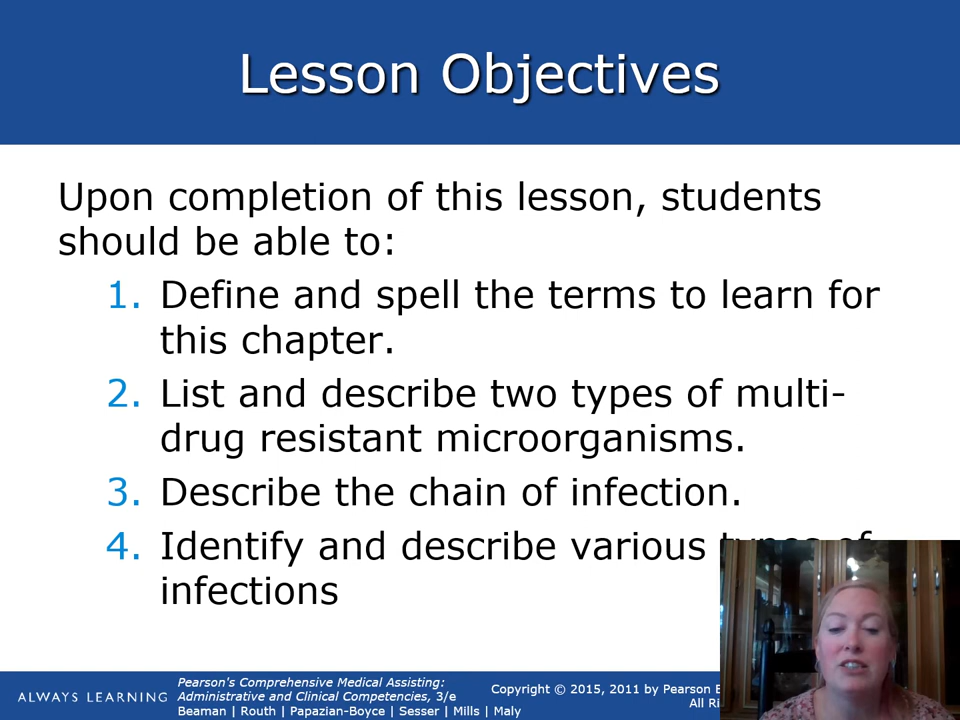 Lesson Objectives
Upon completion of this lesson, students
should be able to:
1. Define and spell the terms to learn for
this chapter.
2. List and describe two types of multi-
drug resistant microorganisms.
3. Describe the chain of infection.
4. Identify and describe various types of
infections
ALWAYS LEARNING
Pearson's Comprehensive Medical Assisting:
Administrative and Clinical Competencies, 3/e
Beaman | Routh | Papazian-Boyce | Sesser | Mills | Maly
Copyright © 2015, 2011 by Pearson
All